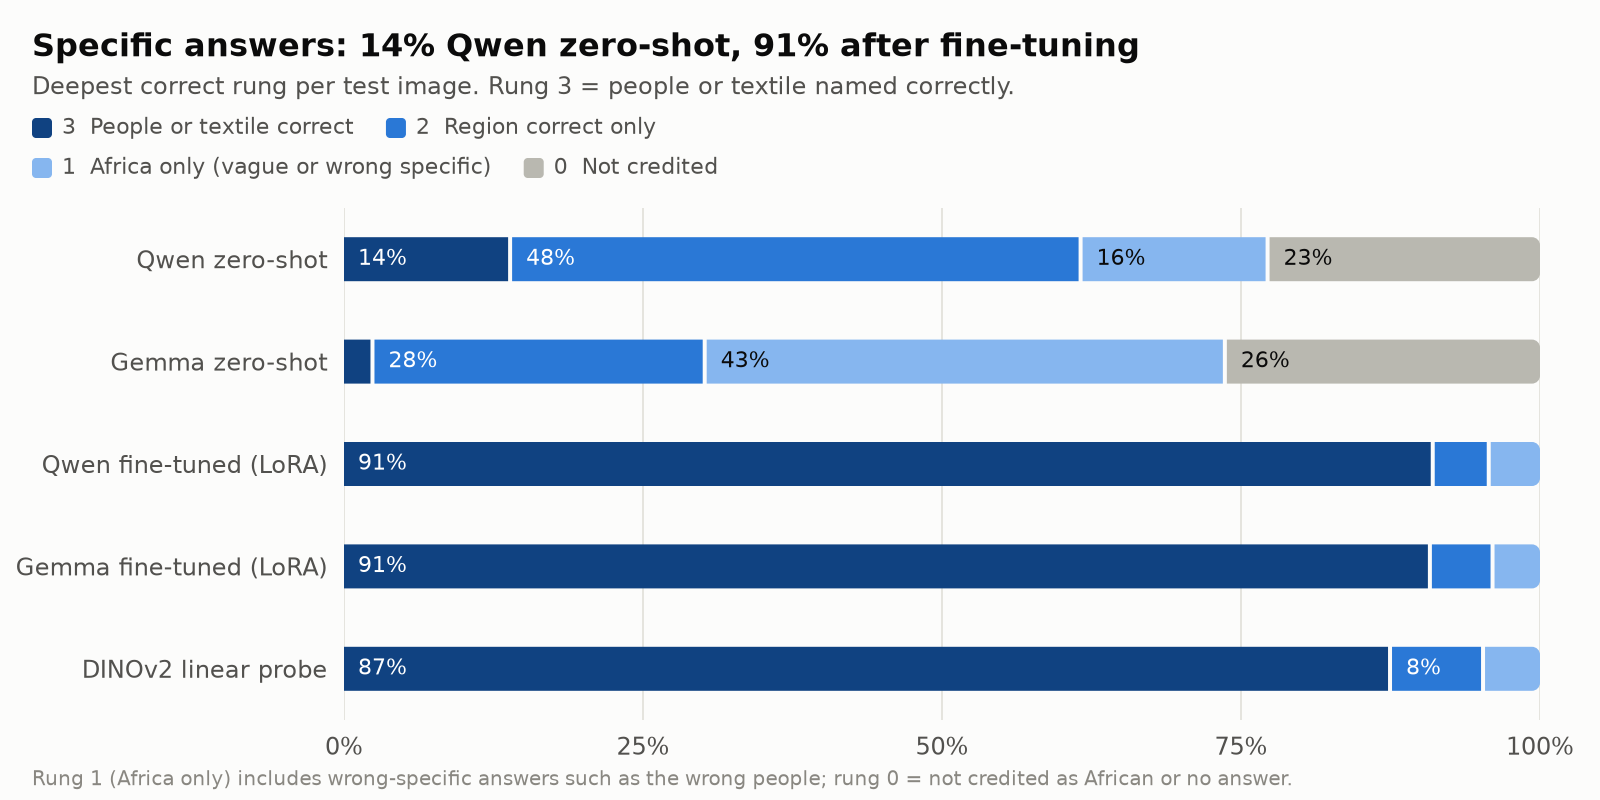 Specific answers: 14% Qwen zero-shot, 91% after fine-tuning
Deepest correct rung per test image. Rung 3 = people or textile named correctly.
3 People or textile correct 2 Region correct only
1 Africa only (vague or wrong specific) 0 Not credited
Qwen zero-shot 14% 48% 16% 23%
Gemma zero-shot 28% 43% 26%
Qwen fine-tuned (LoRA) 91%
Gemma fine-tuned (LoRA) 91%
DINOv2 linear probe 87% 8%
0% 25% 50% 75% 100%
Rung 1 (Africa only) includes wrong-specific answers such as the wrong people; rung 0 = not credited as African or no answer.